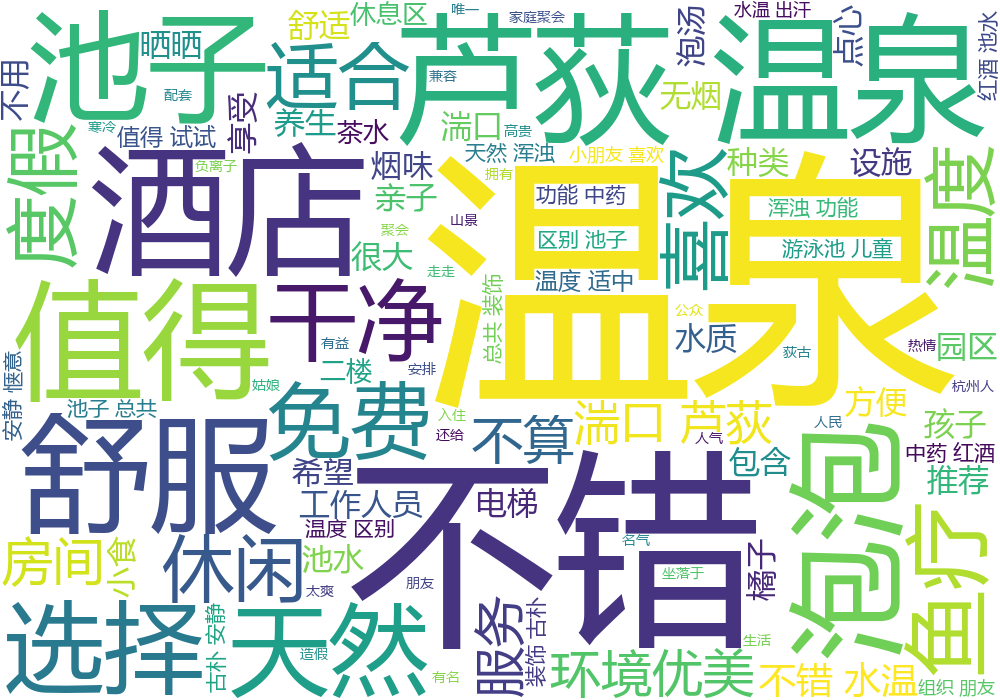 池子
晒晒
舒适
休息区
唯一
家庭聚会
泡汤
水温 出汗
点心
红酒 池水
不用
配套
适合
兼容
芦荻 温泉
无烟
寒冷
值得 试试
享受
养生
茶水
湍口
高贵
天然 浑浊
小朋友 喜欢
种类
设施
负离子
度假
酒店
烟味
拥有
亲子
功能 中药
喜欢
浑浊 功能
温度
山景
聚会
区别 池子
游泳池 儿童
很大
走走
温度 适中
温泉
值得
干净
总共 装饰
公众
水质
荻古
热情
园区
有益
二楼
安排
安静 惬意
姑娘
杭州人
池子 总共
免费
入住
还给
不算
湍口 芦荻
人气
方便
人民
孩子
舒服
希望
包含
中药 红酒
推荐
泡泡
工作人员
电梯
不错
温度 区别
房间
小食
休闲
池水
太爽
朋友
名气
坐落于
橘子
鱼疗
选择
古朴 安静
天然
造假
有名
服务
装饰 古朴
环境优美
生活
不错 水温
组织 朋友